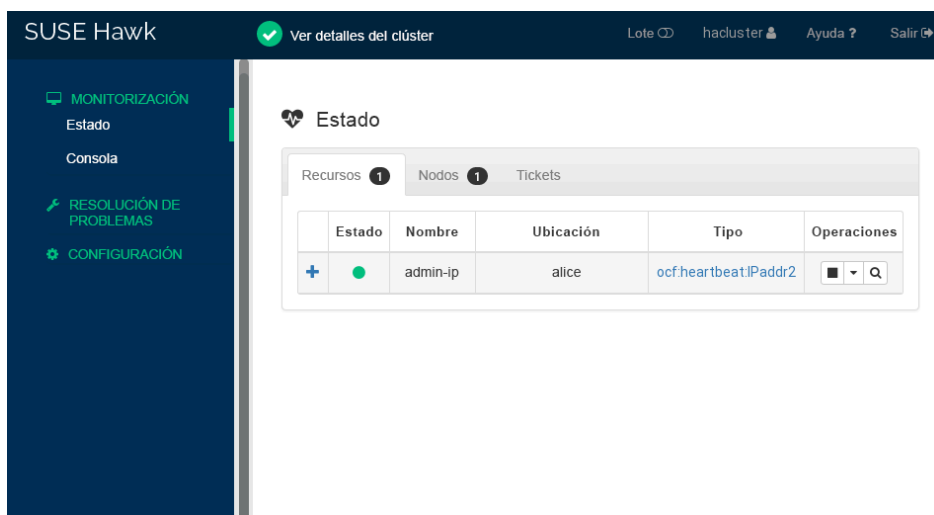 SUSE Hawk
Ver detalles del clúster
Lote
hacluster
Ayuda ?
Salir
MONITORIZACIÓN
Estado
Consola
RESOLUCIÓN DE
PROBLEMAS
CONFIGURACIÓN
Estado
Recursos 1 Nodos 1 Tickets
Estado Nombre Ubicación Tipo Operaciones
admin-ip alice ocf:heartbeat:IPaddr2